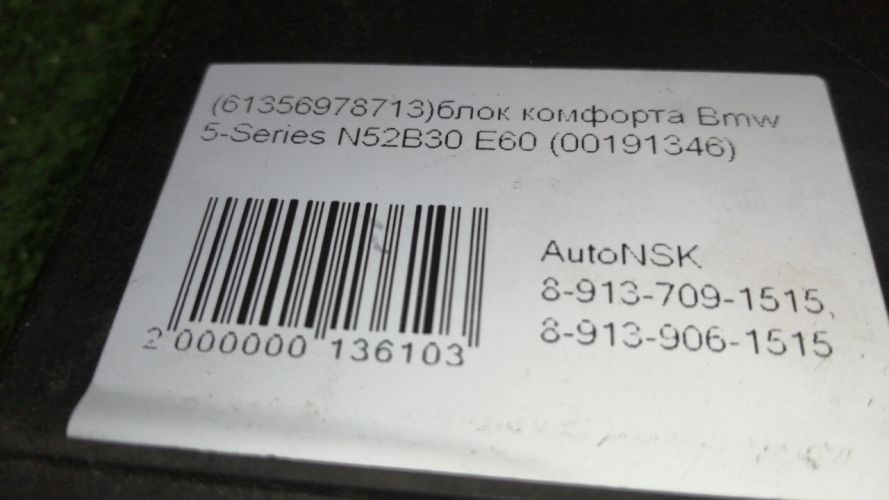 (61356978713)блок комфорта Bmw
5-Series N52B30 E60 (00191346)
AutoNSK
8-913-709-1515,
8-913-906-1515
2 000000 136103